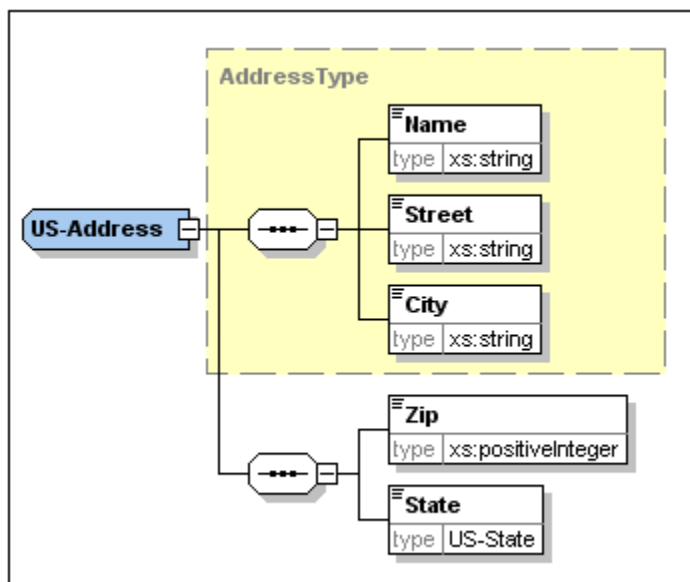 AddressType
Name
type xs:string
US-Address
Street
type xs:string
City
type xs:string
Zip
type xs:positiveInteger
State
type US-State